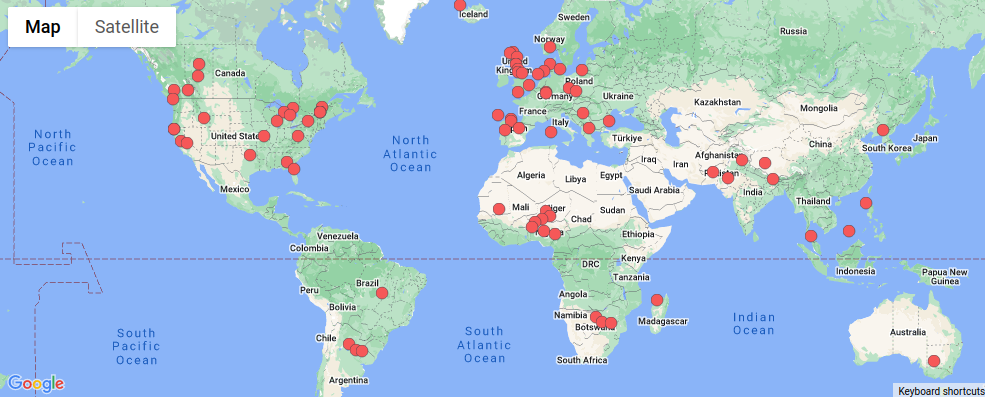 Map Satellite
Iceland
Sweden
Norway
Russia
United
Kingdom
Canada
Poland
Germany
Ukraine
Kazakhstan
Mongolia
France
North
Pacific
Ocean
North
Atlantic
Ocean
United States
Italy
Spain
Türkiye
China
Japan
South Korea
Afghanistan
Iraq
Iran
Pakistan
Algeria
Libya
Egypt
Saudi Arabia
India
Mexico
Mali
Niger
Chad
Sudan
Thailand
Ethiopia
Venezuela
Colombia
DRC
Kenya
Tanzania
Indonesia
Papua New
Guinea
Peru
Brazil
Angola
Bolivia
Namibia
Botswana
Madagascar
Indian
Ocean
South
Pacific
Ocean
Chile
South
Atlantic
Ocean
Australia
South Africa
Argentina
Google
Keyboard shortcuts